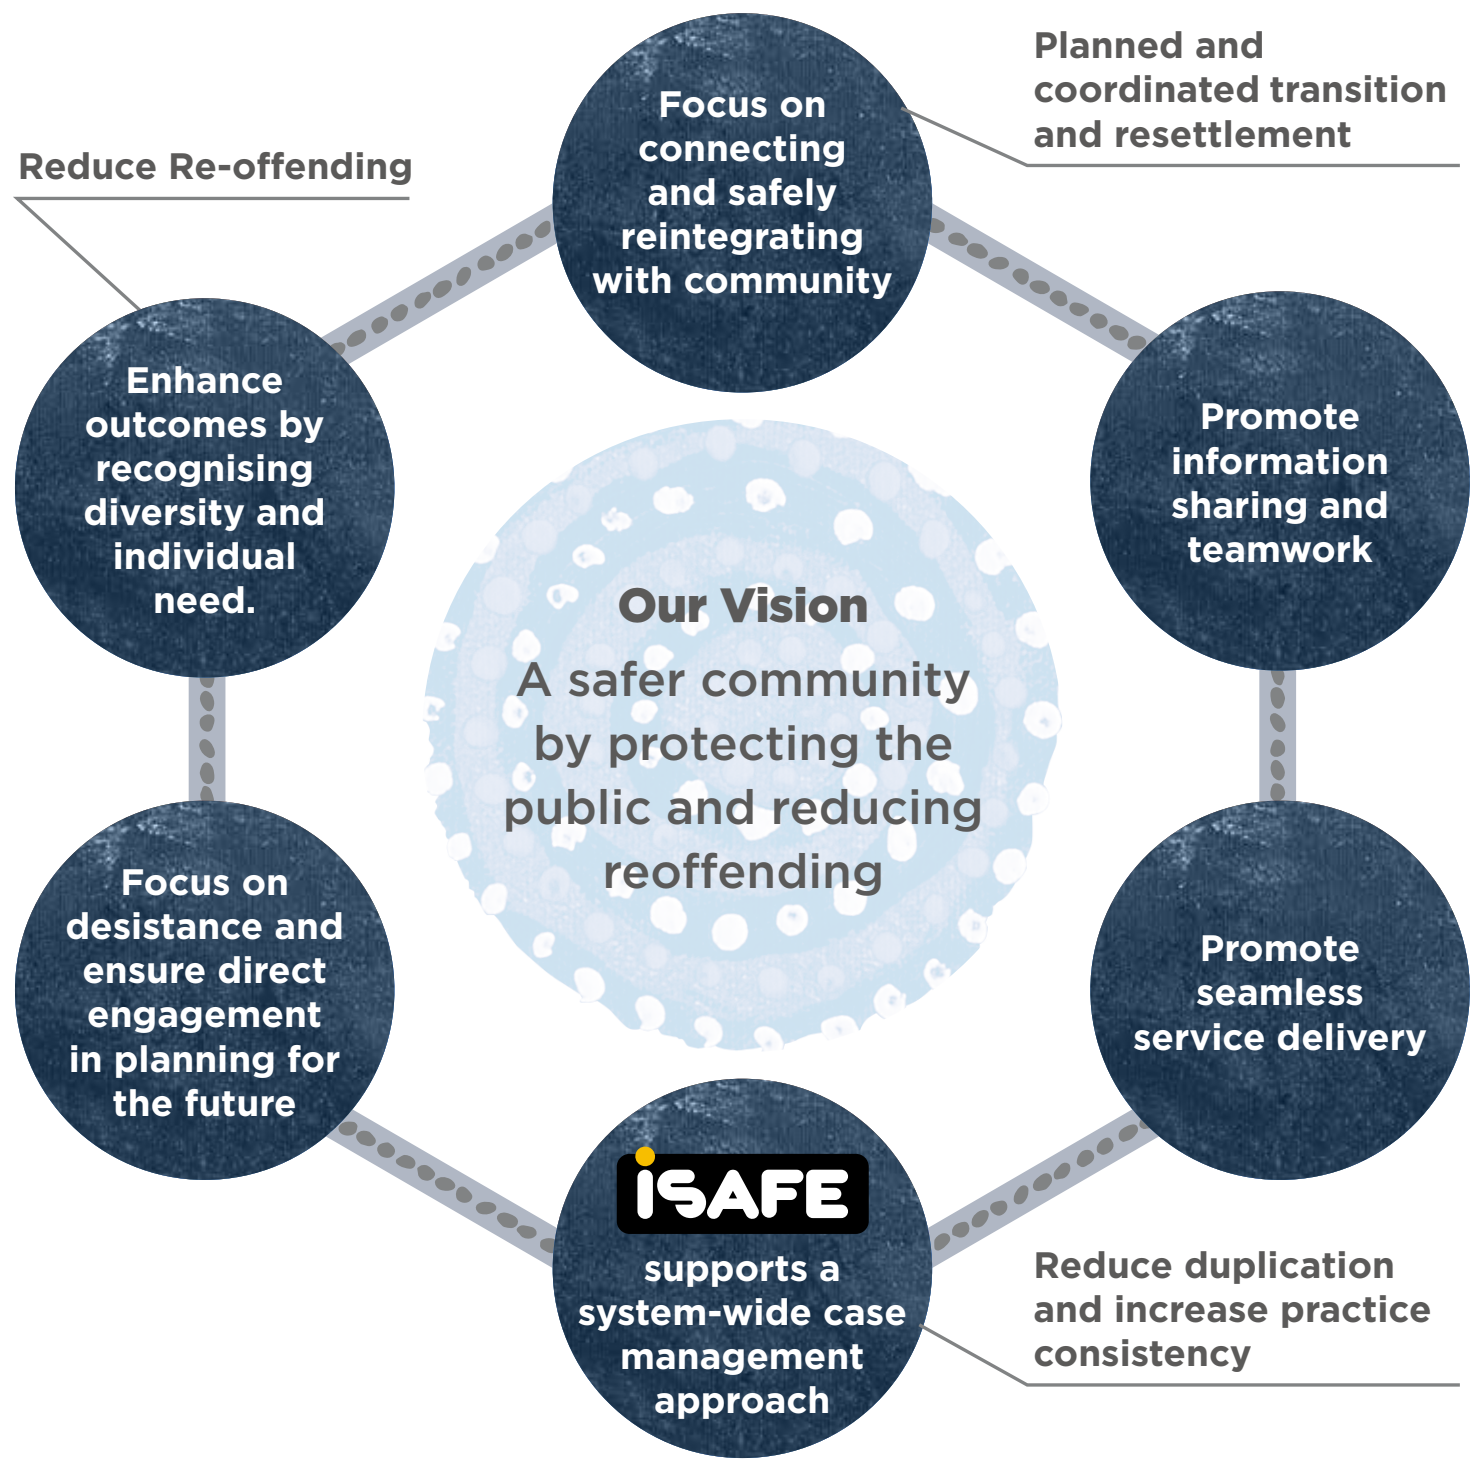 Planned and
coordinated transition
and resettlement
Focus on
connecting
and safely
reintegrating
with community
Reduce Re-offending
Enhance
outcomes by
recognising
diversity and
individual
need.
Promote
information
sharing and
teamwork
Our Vision
A safer community
by protecting the
public and reducing
reoffending
Focus on
desistance and
ensure direct
engagement
in planning for
the future
Promote
seamless
service delivery
iSAFE
supports a
system-wide case
management
approach
Reduce duplication
and increase practice
consistency